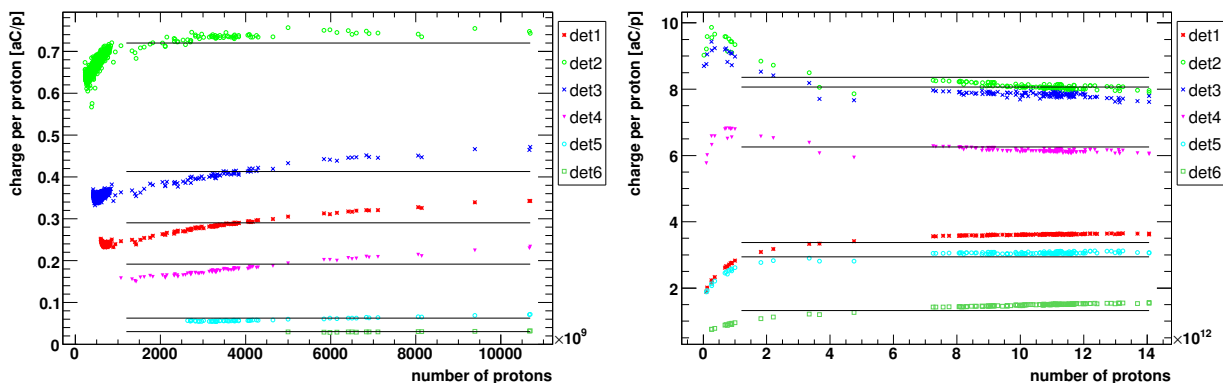 charge per proton [aC/p]
0.7
0.6
0.5
0.4
0.3
0.2
0.1
0
0 2000 4000 6000 8000 10000
×10⁹
number of protons
det1
det2
det3
det4
det5
det6
charge per proton [aC/p]
10
8
6
4
2
0 2 4 6 8 10 12 14
×10¹²
number of protons
det1
det2
det3
det4
det5
det6